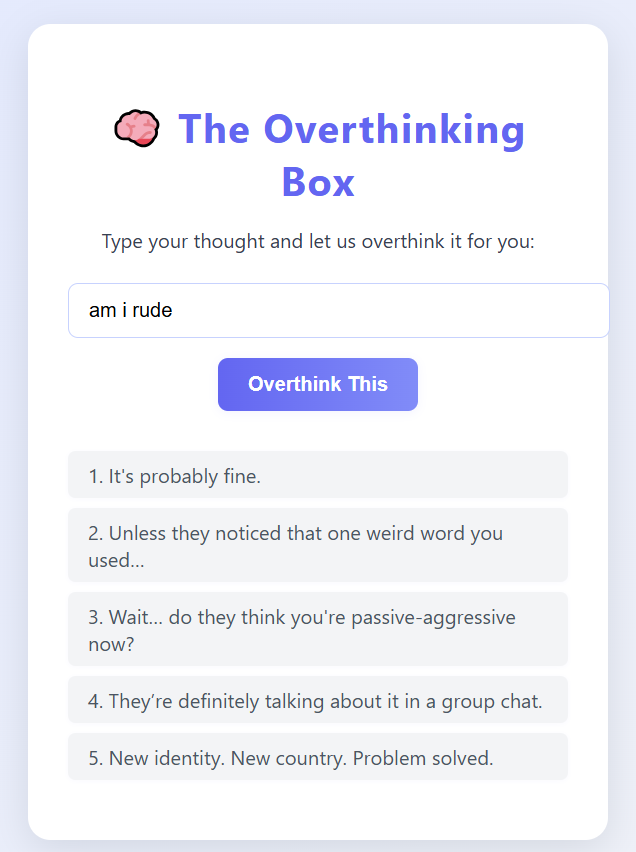 🧠 The Overthinking
Box
Type your thought and let us overthink it for you:
am i rude
Overthink This
1. It's probably fine.
2. Unless they noticed that one weird word you
used…
3. Wait… do they think you're passive-aggressive
now?
4. They’re definitely talking about it in a group chat.
5. New identity. New country. Problem solved.